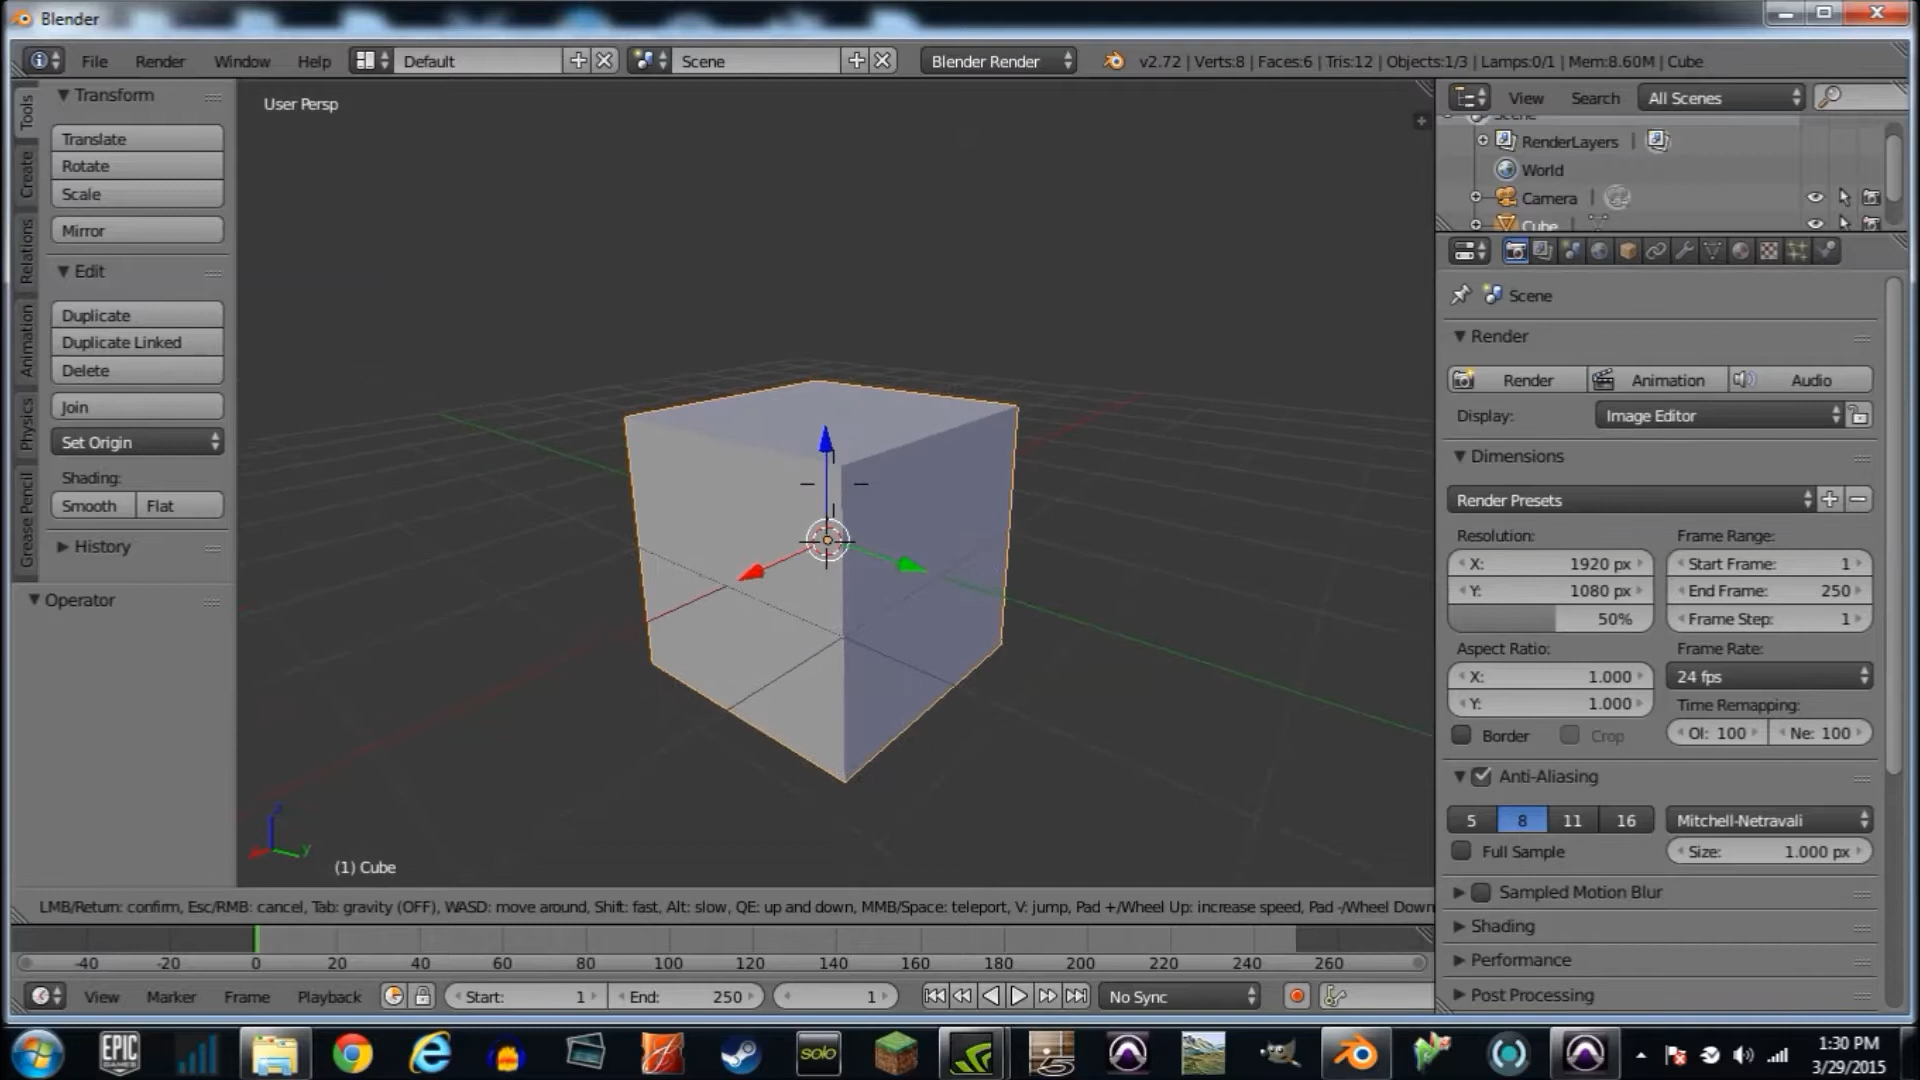 Blender
File Render Window Help Default Scene Blender Render v2.72 | Verts:8 | Faces:6 | Tris:12 | Objects:1/3 | Lamps:0/1 | Mem:8.60M | Cube
Tools
Create
Relations
Animation
Physics
Grease Pencil
Transform
Translate
Rotate
Scale
Mirror
Edit
Duplicate
Duplicate Linked
Delete
Join
Set Origin
Shading:
Smooth Flat
History
Operator
User Persp
z
y
(1) Cube
View Search All Scenes
Scene
RenderLayers |
World
Camera |
Cube
Scene
Render
Render Animation Audio
Display: Image Editor
Dimensions
Render Presets
Resolution: Frame Range:
X: 1920 px Start Frame: 1
Y: 1080 px End Frame: 250
50% Frame Step: 1
Aspect Ratio: Frame Rate:
X: 1.000 24 fps
Y: 1.000 Time Remapping:
Border Crop Ol: 100 Ne: 100
Anti-Aliasing
5 8 11 16 Mitchell-Netravali
Full Sample Size: 1.000 px
Sampled Motion Blur
Shading
Performance
Post Processing
LMB/Return: confirm, Esc/RMB: cancel, Tab: gravity (OFF), WASD: move around, Shift: fast, Alt: slow, QE: up and down, MMB/Space: teleport, V: jump, Pad +/Wheel Up: increase speed, Pad -/Wheel Down
-40 -20 0 20 40 60 80 100 120 140 160 180 200 220 240 260
View Marker Frame Playback Start: 1 End: 250 1 No Sync
EPIC GAMES
solo
1:30 PM
3/29/2015